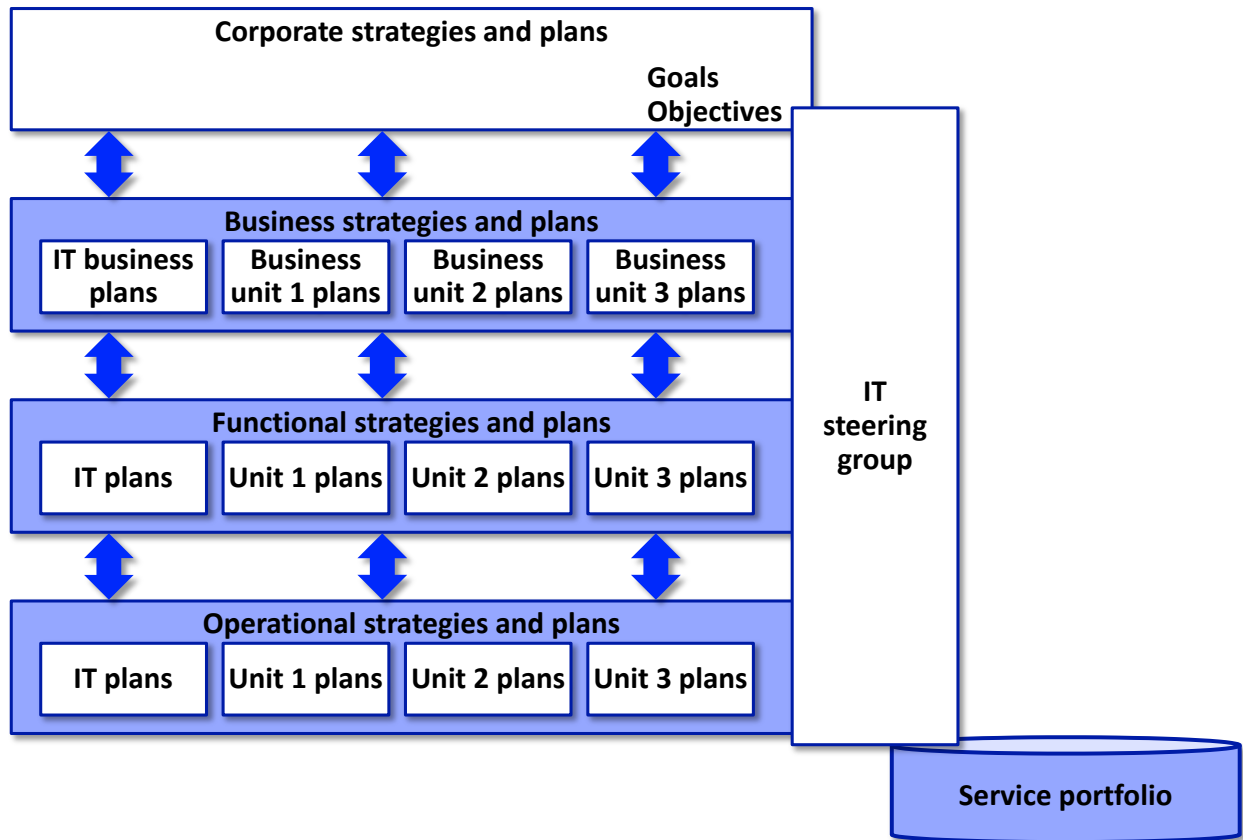 Corporate strategies and plans
Goals
Objectives
Business strategies and plans
IT business
plans
Business
unit 1 plans
Business
unit 2 plans
Business
unit 3 plans
Functional strategies and plans
IT plans
Unit 1 plans
Unit 2 plans
Unit 3 plans
Operational strategies and plans
IT plans
Unit 1 plans
Unit 2 plans
Unit 3 plans
IT
steering
group
Service portfolio